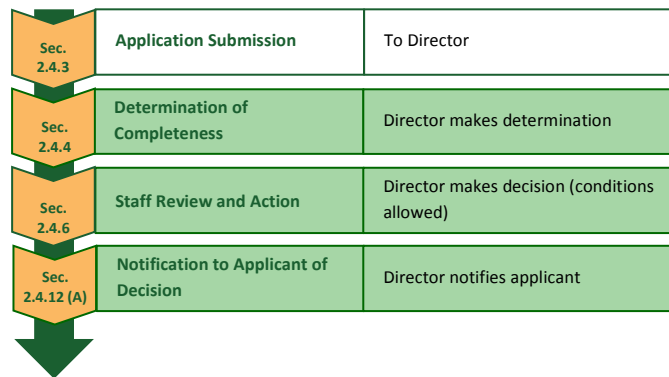 Sec.
2.4.3
Application Submission
To Director
Sec.
2.4.4
Determination of
Completeness
Director makes determination
Sec.
2.4.6
Staff Review and Action
Director makes decision (conditions
allowed)
Sec.
2.4.12 (A)
Notification to Applicant of
Decision
Director notifies applicant